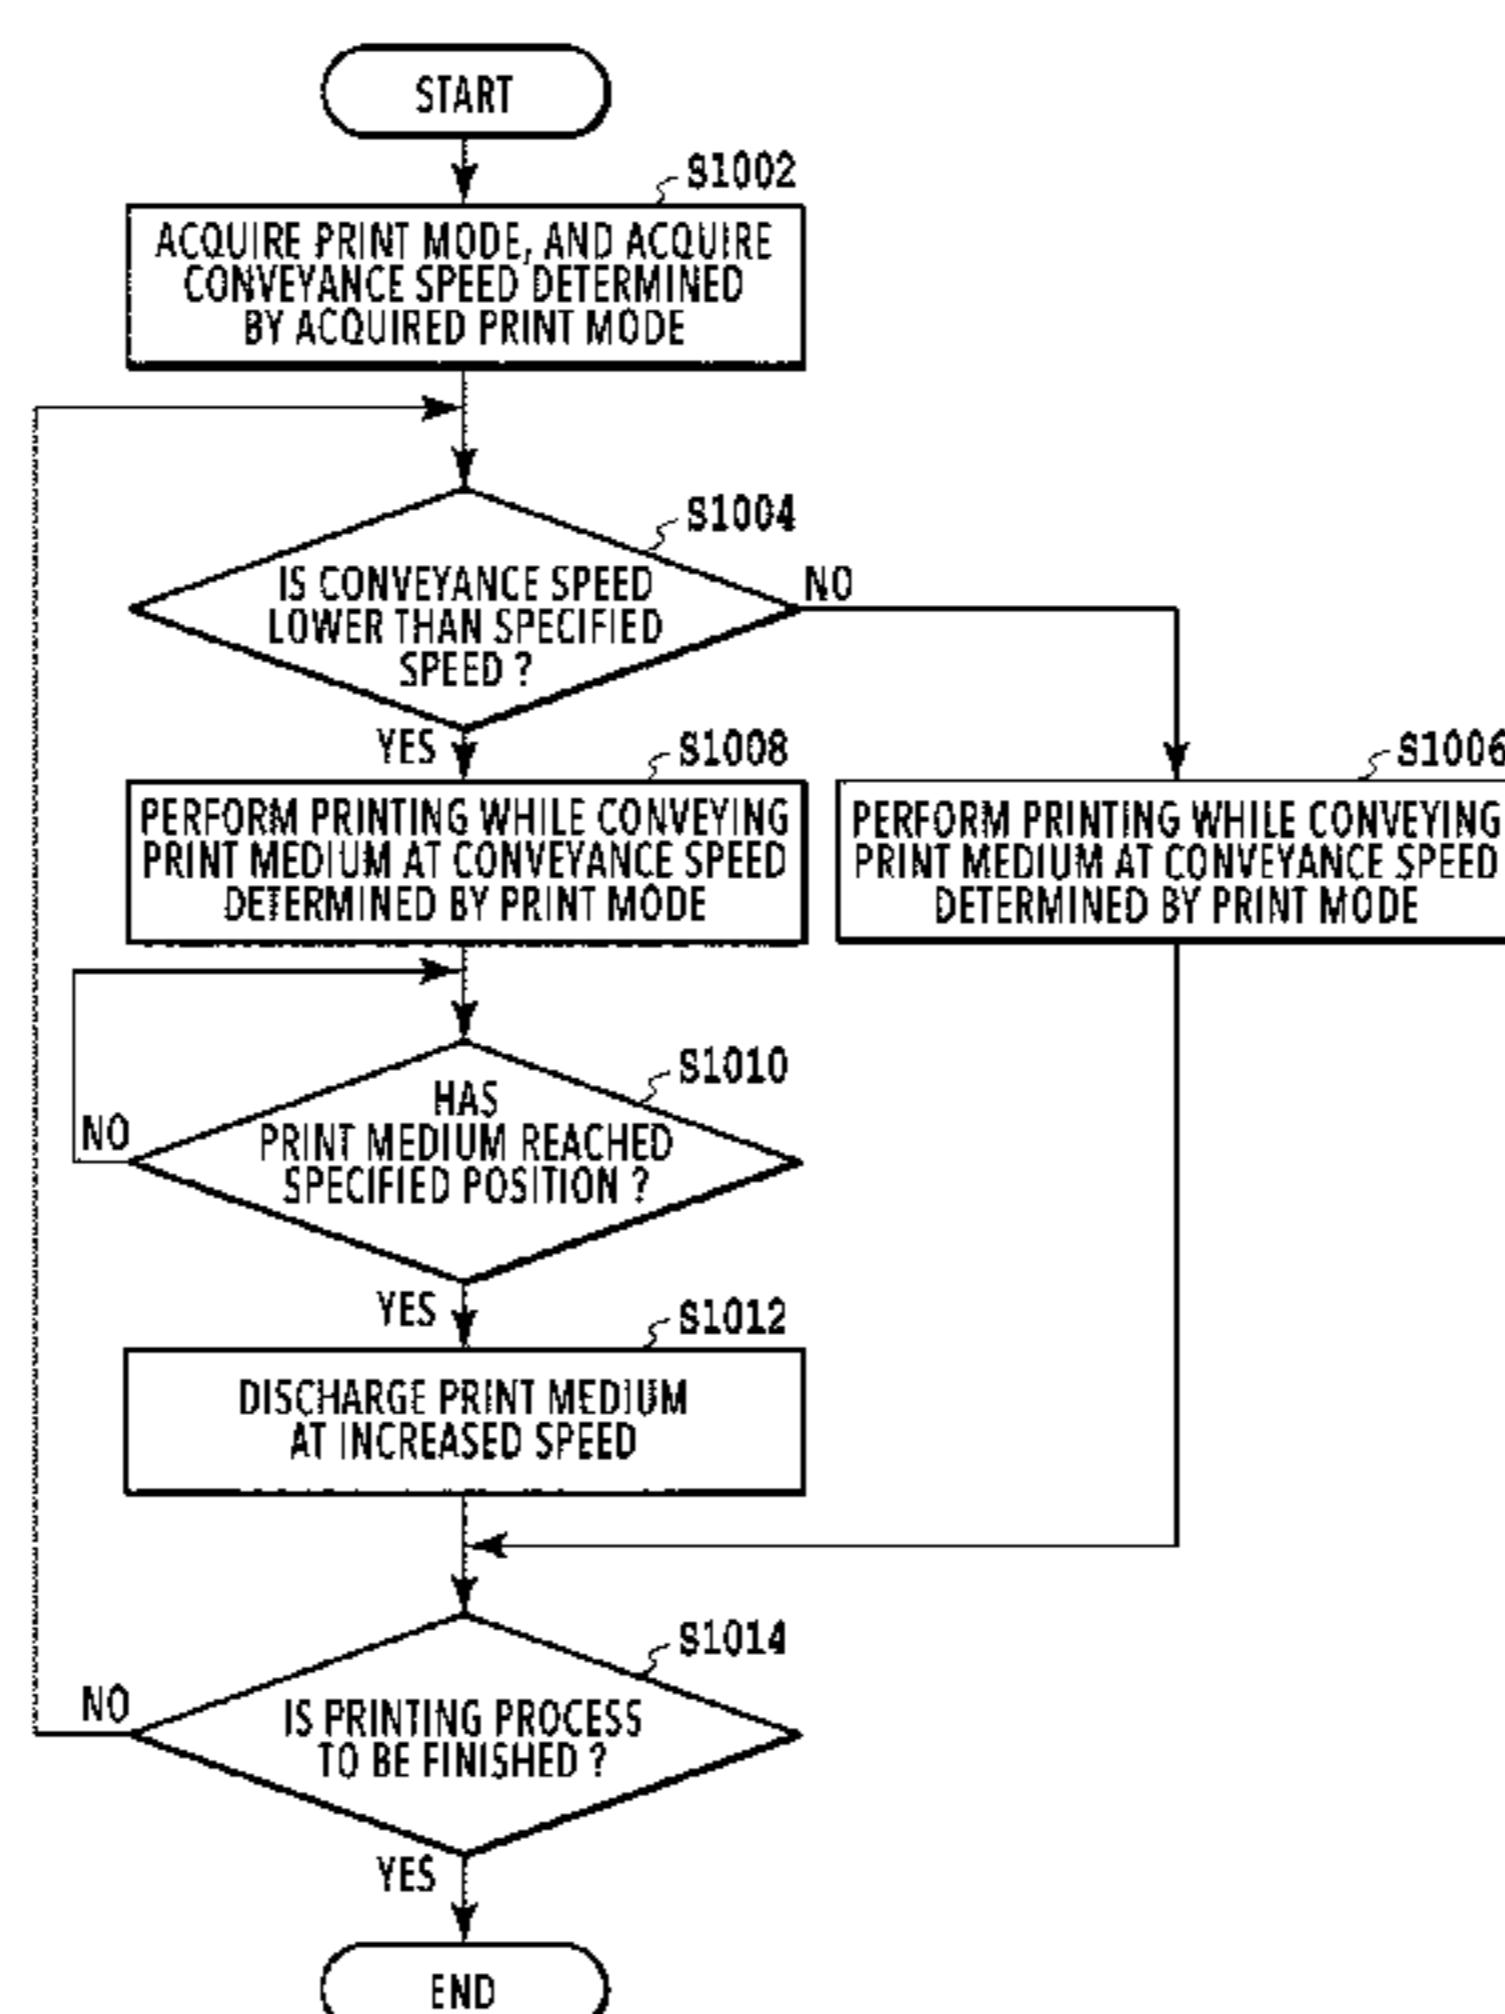 START
S1002
ACQUIRE PRINT MODE, AND ACQUIRE
CONVEYANCE SPEED DETERMINED
BY ACQUIRED PRINT MODE
S1004
IS CONVEYANCE SPEED
LOWER THAN SPECIFIED
SPEED ?
NO
YES
S1008
PERFORM PRINTING WHILE CONVEYING
PRINT MEDIUM AT CONVEYANCE SPEED
DETERMINED BY PRINT MODE
S1006
PERFORM PRINTING WHILE CONVEYING
PRINT MEDIUM AT CONVEYANCE SPEED
DETERMINED BY PRINT MODE
S1010
HAS
PRINT MEDIUM REACHED
SPECIFIED POSITION ?
NO
YES
S1012
DISCHARGE PRINT MEDIUM
AT INCREASED SPEED
S1014
IS PRINTING PROCESS
TO BE FINISHED ?
NO
YES
END